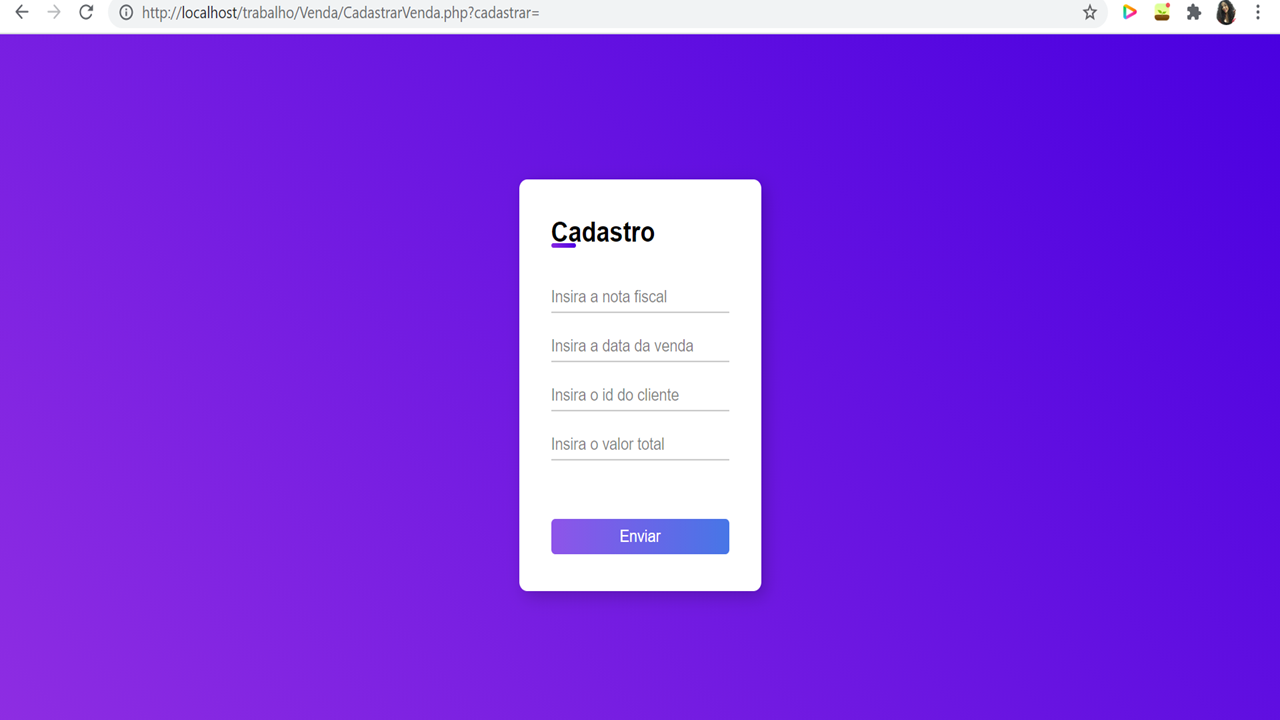 http://localhost/trabalho/Venda/CadastrarVenda.php?cadastrar=
Cadastro
Insira a nota fiscal
Insira a data da venda
Insira o id do cliente
Insira o valor total
Enviar